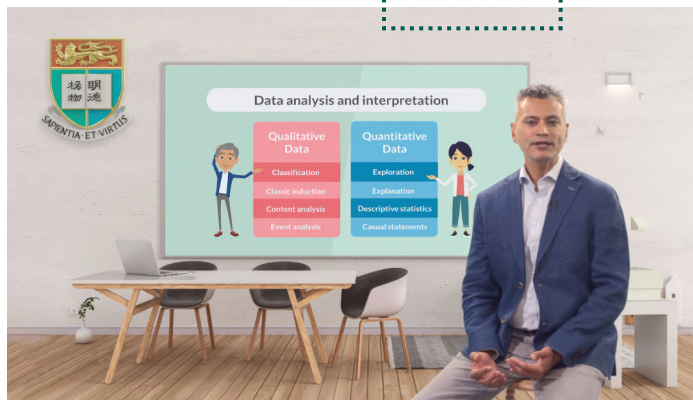 明德
格物
SAPIENTIA·ET·VIRTUS
Data analysis and interpretation
Qualitative
Data
Classification
Classic induction
Content analysis
Event analysis
Quantitative
Data
Exploration
Explanation
Descriptive statistics
Casual statements